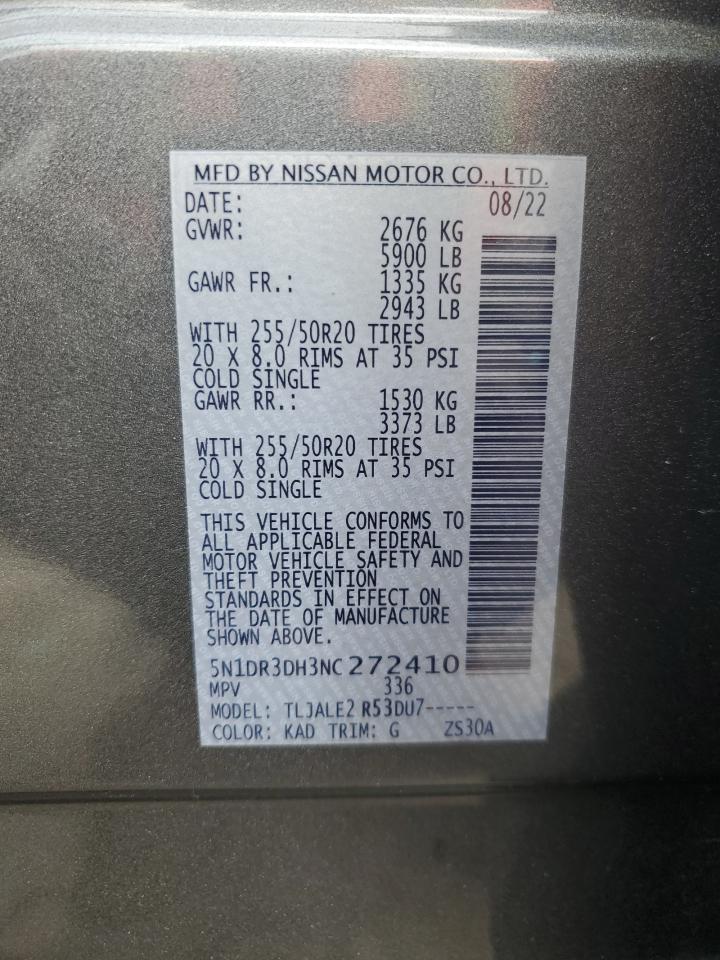 MFD BY NISSAN MOTOR CO., LTD.
DATE: 08/22
GVWR: 2676 KG
5900 LB
GAWR FR.: 1335 KG
2943 LB
WITH 255/50R20 TIRES
20 X 8.0 RIMS AT 35 PSI
COLD SINGLE
GAWR RR.: 1530 KG
3373 LB
WITH 255/50R20 TIRES
20 X 8.0 RIMS AT 35 PSI
COLD SINGLE
THIS VEHICLE CONFORMS TO
ALL APPLICABLE FEDERAL
MOTOR VEHICLE SAFETY AND
THEFT PREVENTION
STANDARDS IN EFFECT ON
THE DATE OF MANUFACTURE
SHOWN ABOVE.
5N1DR3DH3NC272410
MPV 336
MODEL: TLJALE2 R53DU7-----
COLOR: KAD TRIM: G ZS30A